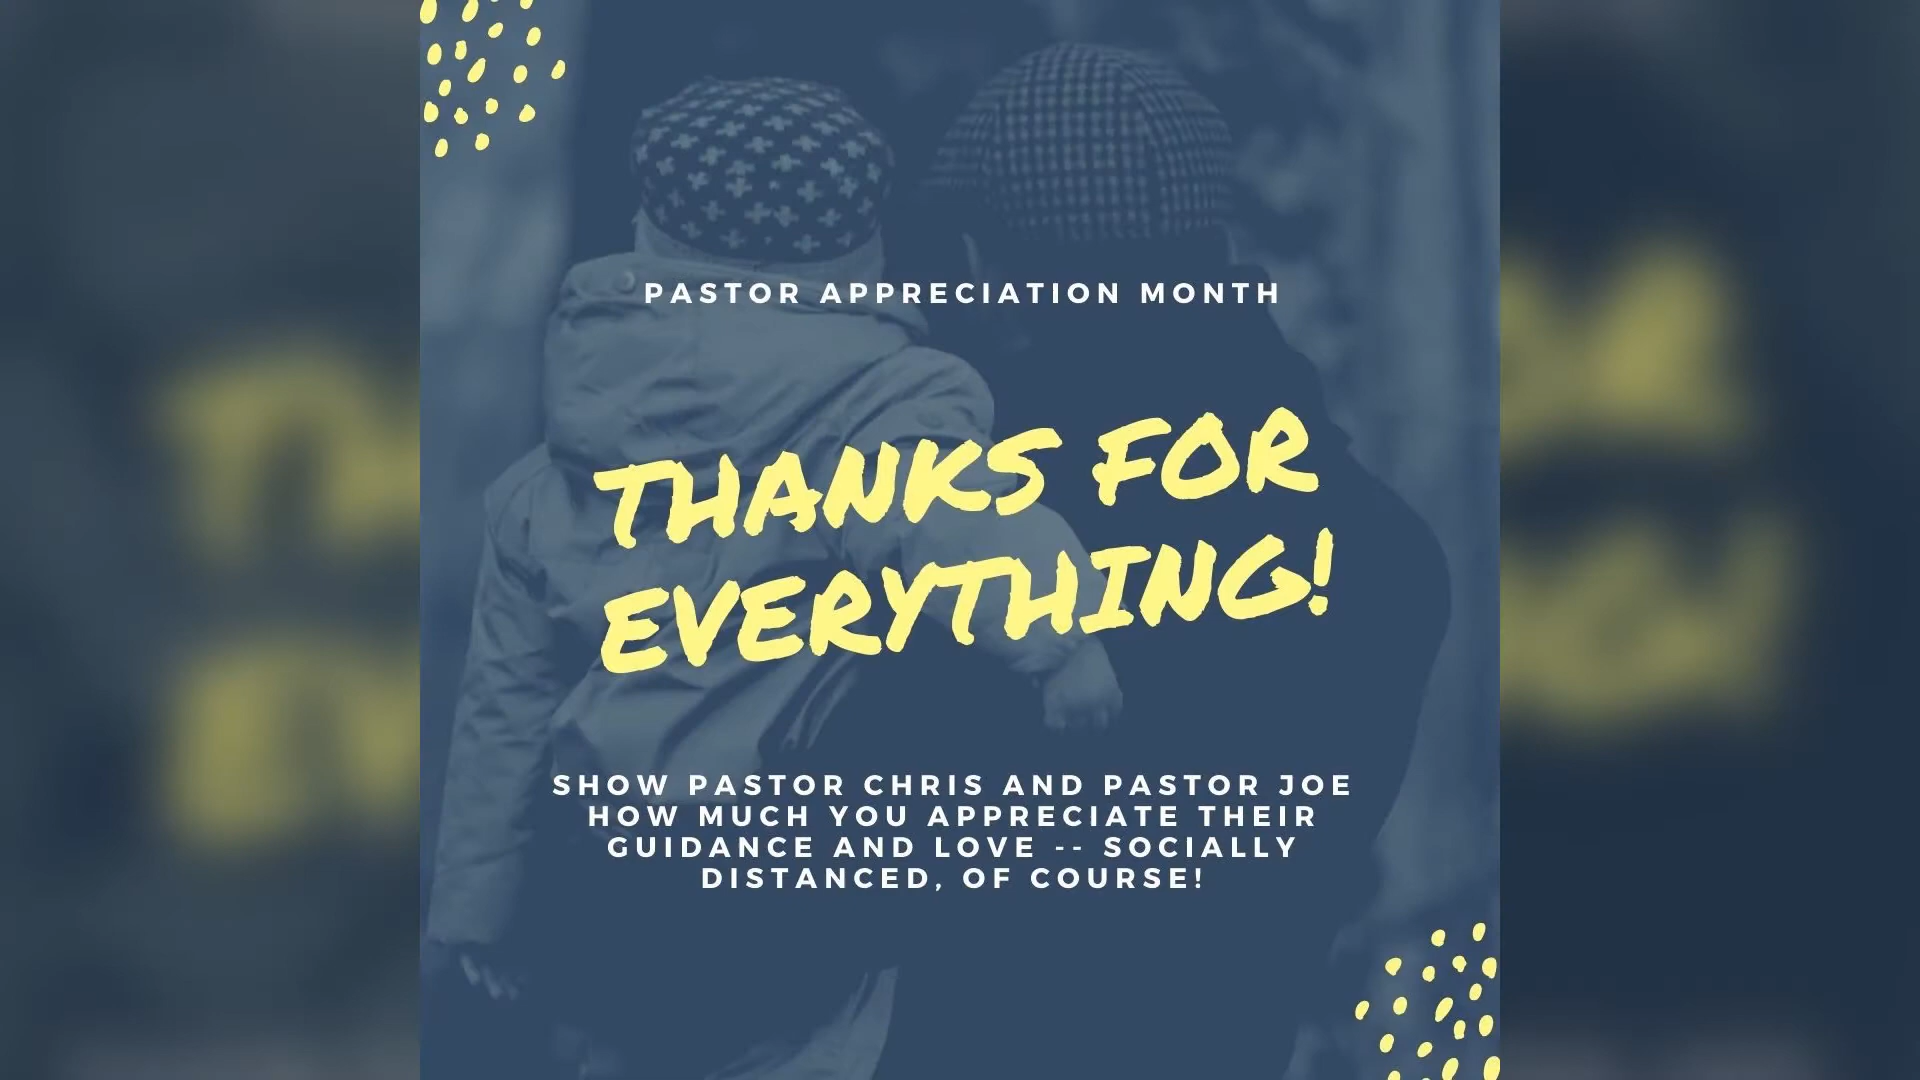 PASTOR APPRECIATION MONTH
THANKS FOR
EVERYTHING!
SHOW PASTOR CHRIS AND PASTOR JOE
HOW MUCH YOU APPRECIATE THEIR
GUIDANCE AND LOVE -- SOCIALLY
DISTANCED, OF COURSE!